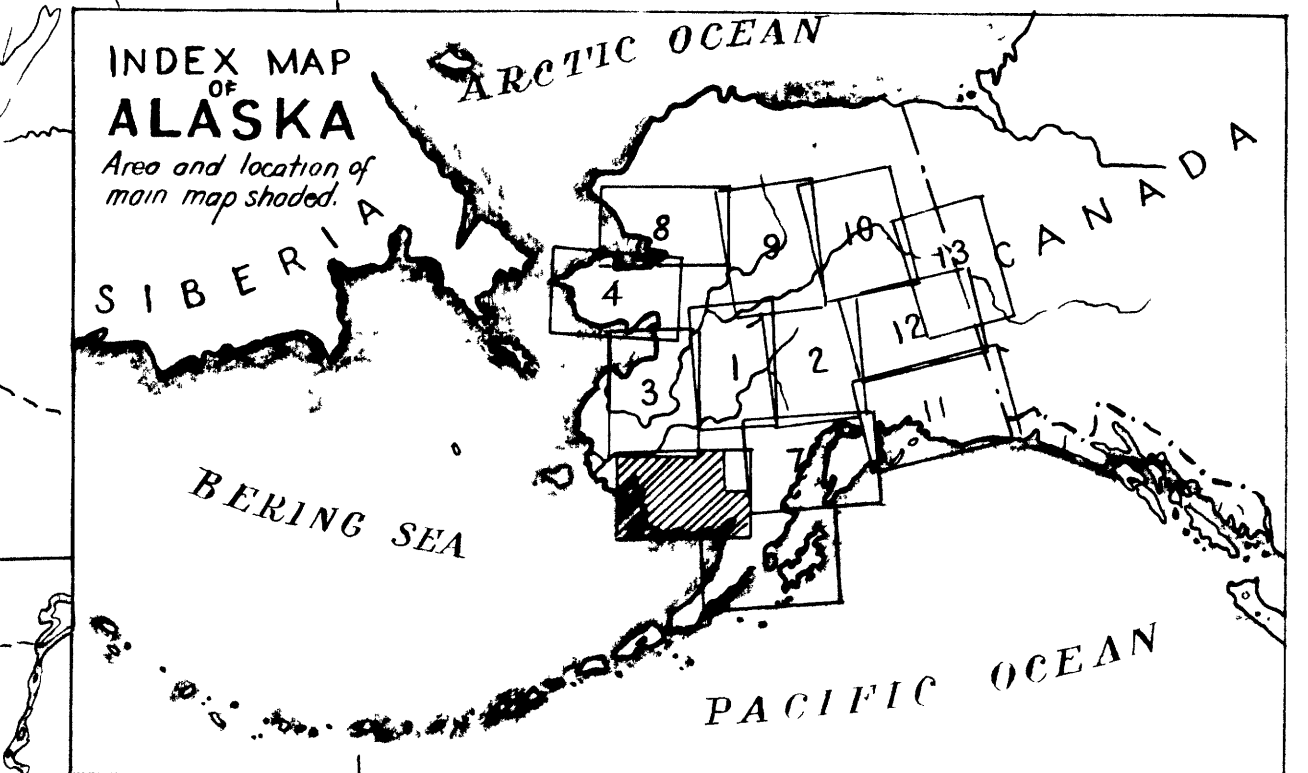 INDEX MAP
OF
ALASKA
Area and location of
main map shaded.
ARCTIC OCEAN
SIBERIA
CANADA
8
9
10
13
4
12
1
2
3
11
7
6
BERING SEA
PACIFIC OCEAN